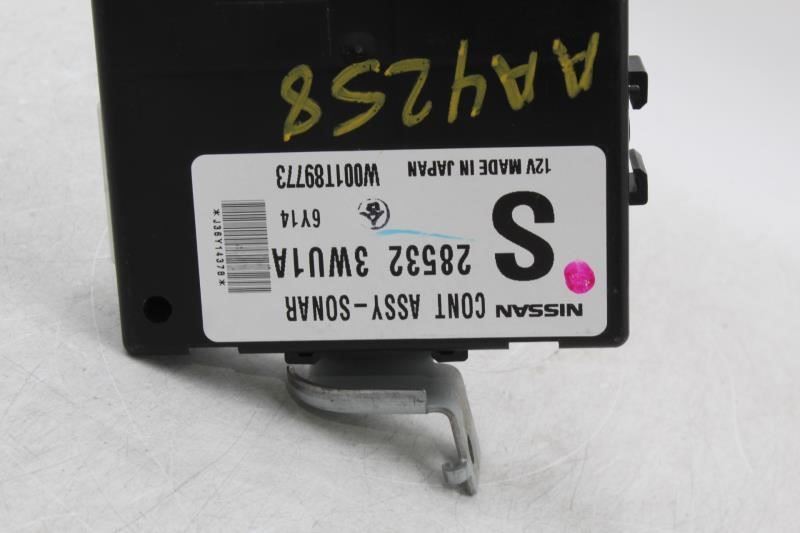 NISSAN CONT ASSY-SONAR
S 28532 3WU1A
6Y14
12V MADE IN JAPAN W001T89773
*J36Y14378*
AA4258